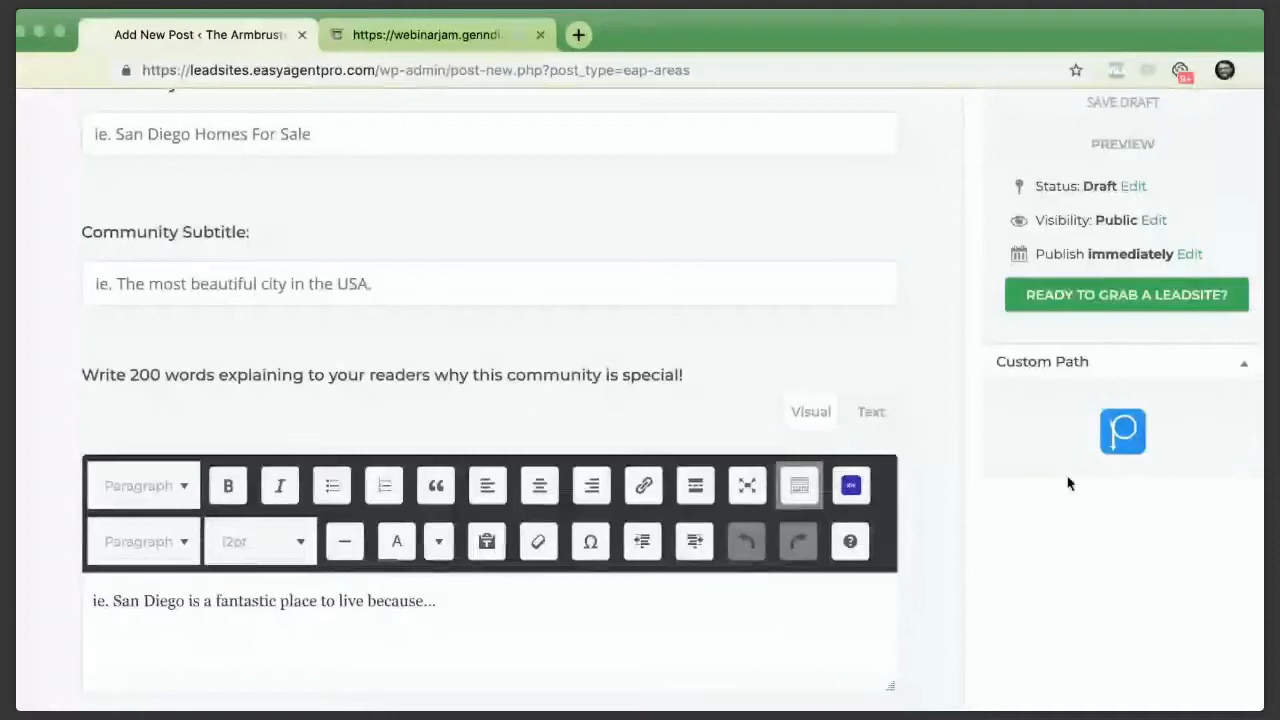 Add New Post ‹ The Armbrust
https://webinarjam.genndi.
https://leadsites.easyagentpro.com/wp-admin/post-new.php?post_type=eap-areas
9+
SAVE DRAFT
ie. San Diego Homes For Sale
PREVIEW
Status: Draft Edit
Visibility: Public Edit
Community Subtitle:
Publish immediately Edit
ie. The most beautiful city in the USA.
READY TO GRAB A LEADSITE?
Custom Path
Write 200 words explaining to your readers why this community is special!
Visual Text
Paragraph
Paragraph 12pt
ie. San Diego is a fantastic place to live because...